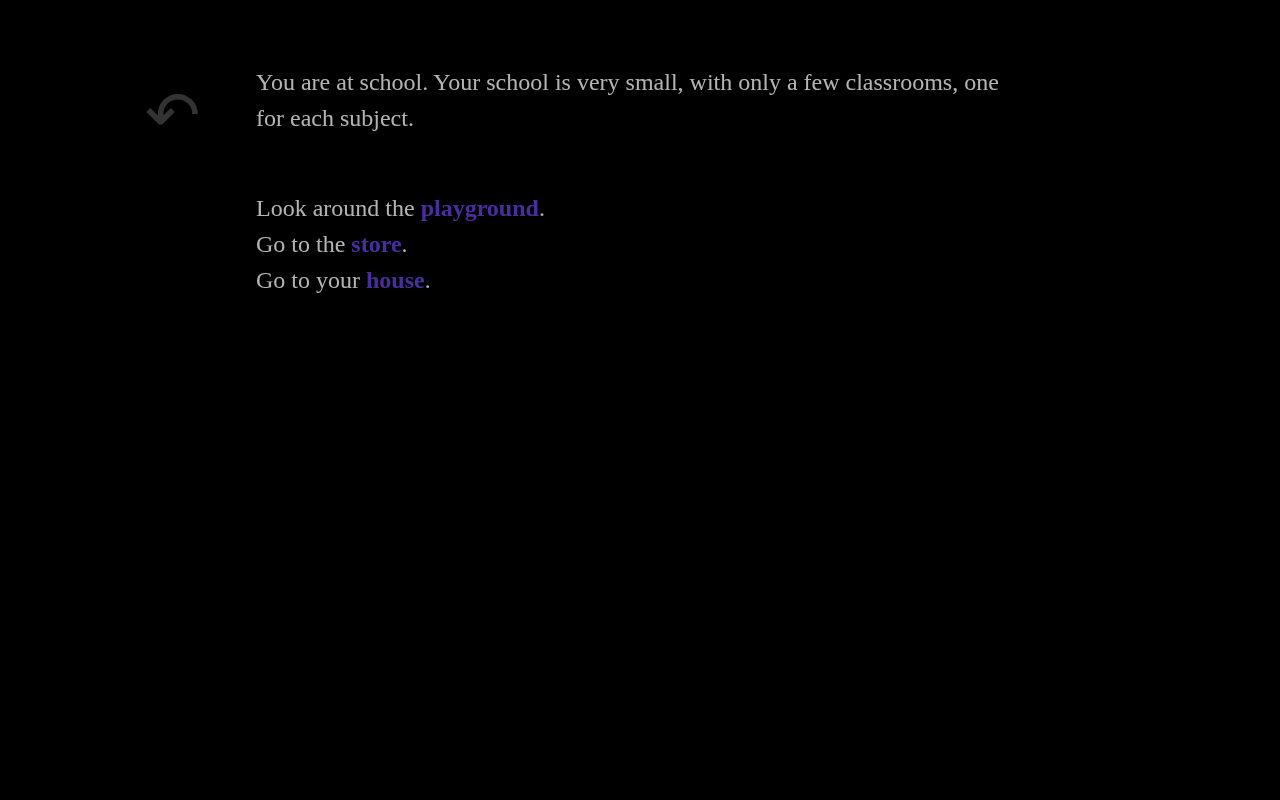 You are at school. Your school is very small, with only a few classrooms, one
for each subject.
Look around the playground.
Go to the store.
Go to your house.